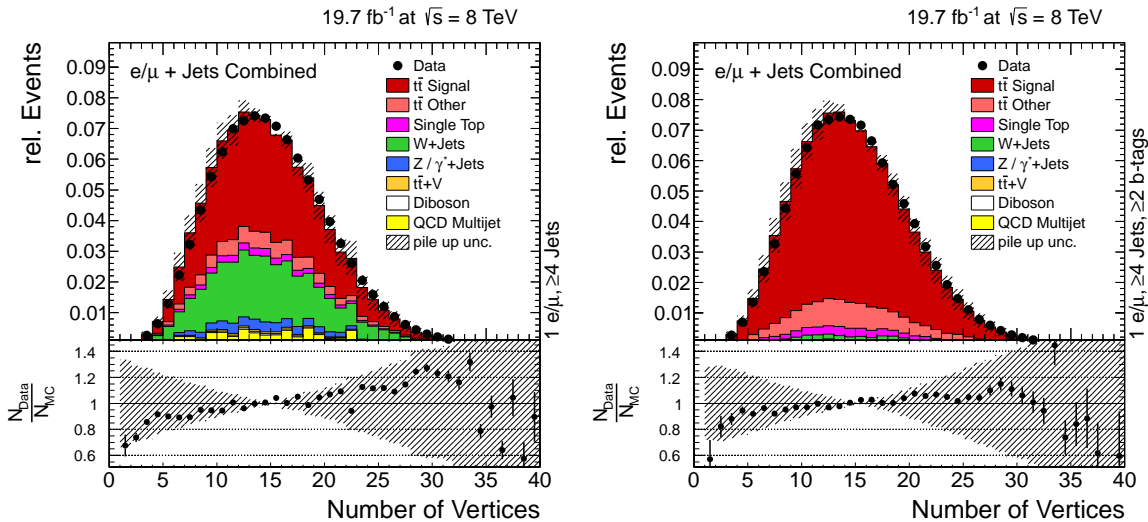 19.7 fb⁻¹ at √s = 8 TeV
e/μ + Jets Combined
Data
tt̄ Signal
tt̄ Other
Single Top
W+Jets
Z / γ*+Jets
tt̄+V
Diboson
QCD Multijet
pile up unc.
rel. Events
0.09
0.08
0.07
0.06
0.05
0.04
0.03
0.02
0.01
1 e/μ, ≥4 Jets
N_Data
N_MC
1.4
1.2
1
0.8
0.6
0 5 10 15 20 25 30 35 40
Number of Vertices
19.7 fb⁻¹ at √s = 8 TeV
e/μ + Jets Combined
Data
tt̄ Signal
tt̄ Other
Single Top
W+Jets
Z / γ*+Jets
tt̄+V
Diboson
QCD Multijet
pile up unc.
rel. Events
0.09
0.08
0.07
0.06
0.05
0.04
0.03
0.02
0.01
1 e/μ, ≥4 Jets, ≥2 b-tags
N_Data
N_MC
1.4
1.2
1
0.8
0.6
0 5 10 15 20 25 30 35 40
Number of Vertices